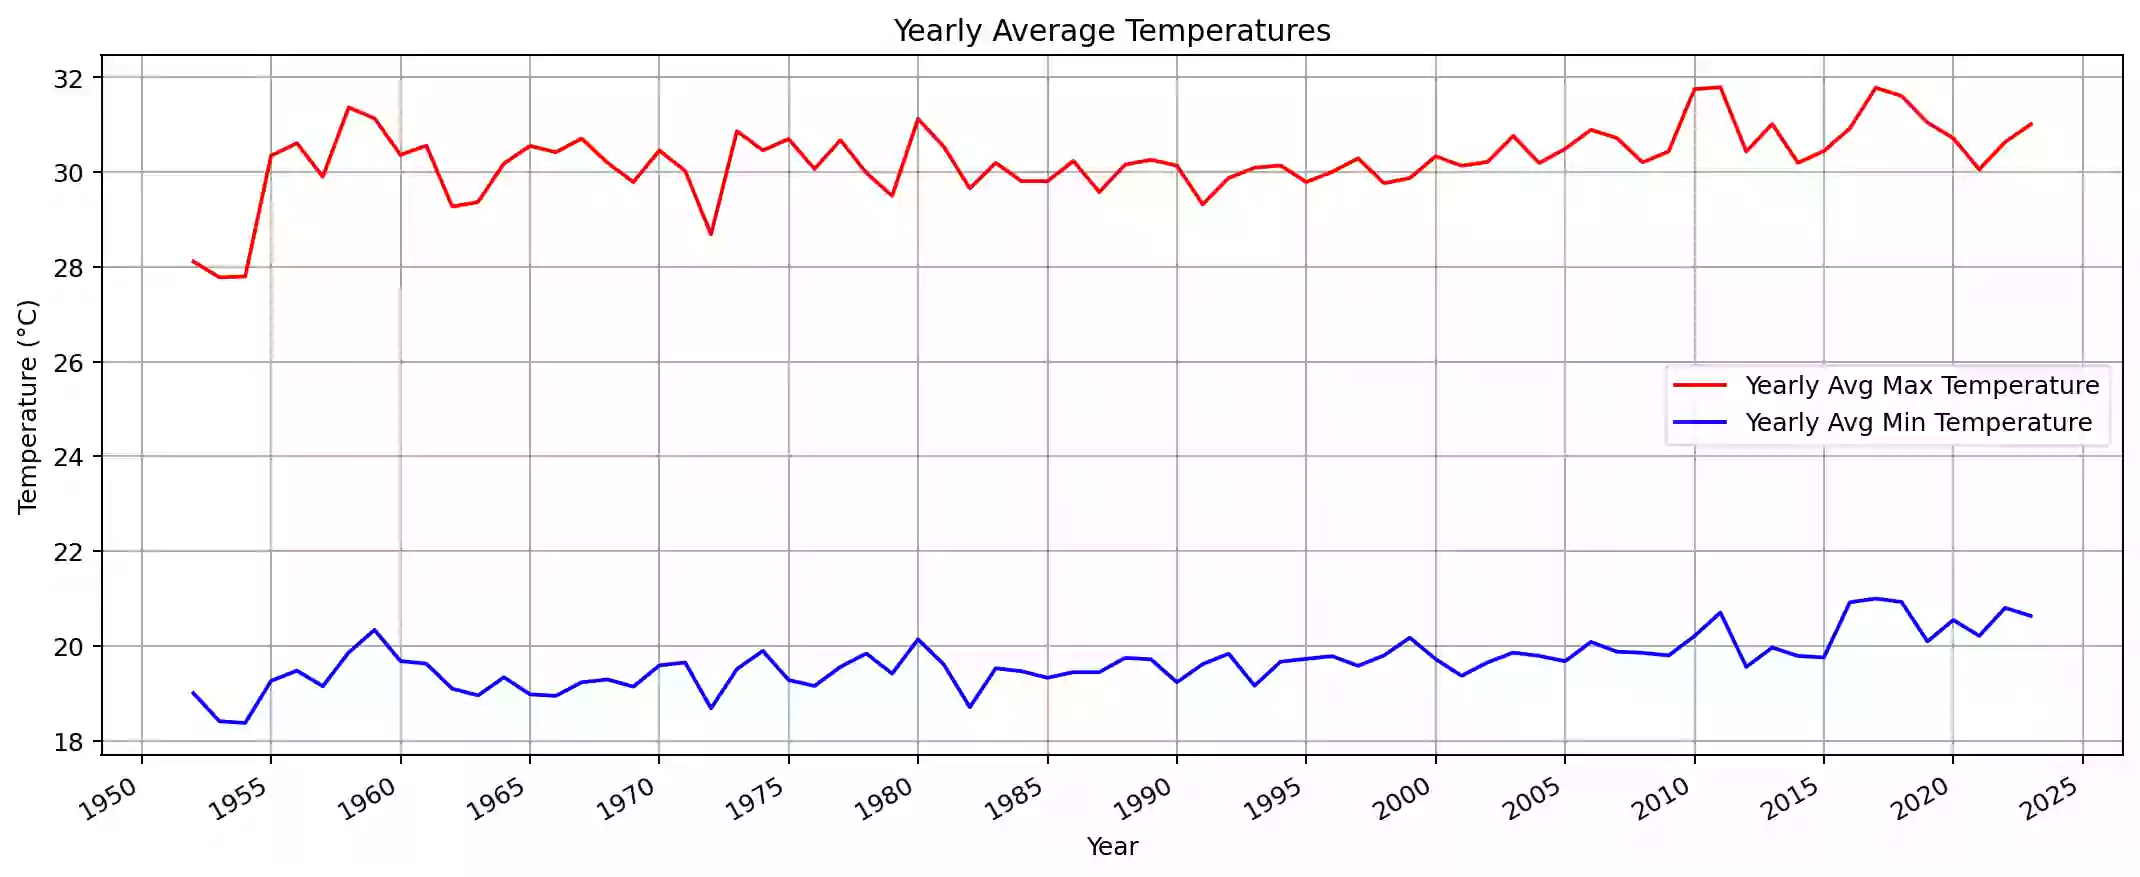 Yearly Average Temperatures
32
30
28
26
24
22
20
18
Temperature (°C)
Yearly Avg Max Temperature
Yearly Avg Min Temperature
1950 1955 1960 1965 1970 1975 1980 1985 1990 1995 2000 2005 2010 2015 2020 2025
Year